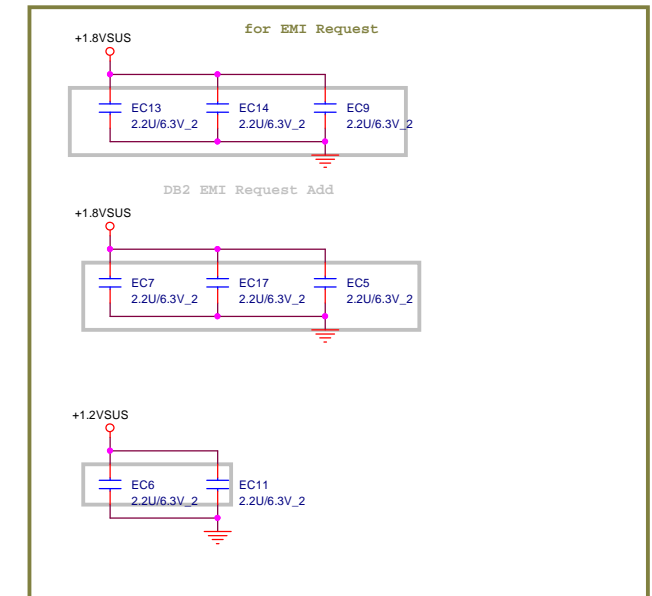 for EMI Request
+1.8VSUS
EC13 EC14 EC9
2.2U/6.3V_2 2.2U/6.3V_2 2.2U/6.3V_2
DB2 EMI Request Add
+1.8VSUS
EC7 EC17 EC5
2.2U/6.3V_2 2.2U/6.3V_2 2.2U/6.3V_2
+1.2VSUS
EC6 EC11
2.2U/6.3V_2 2.2U/6.3V_2